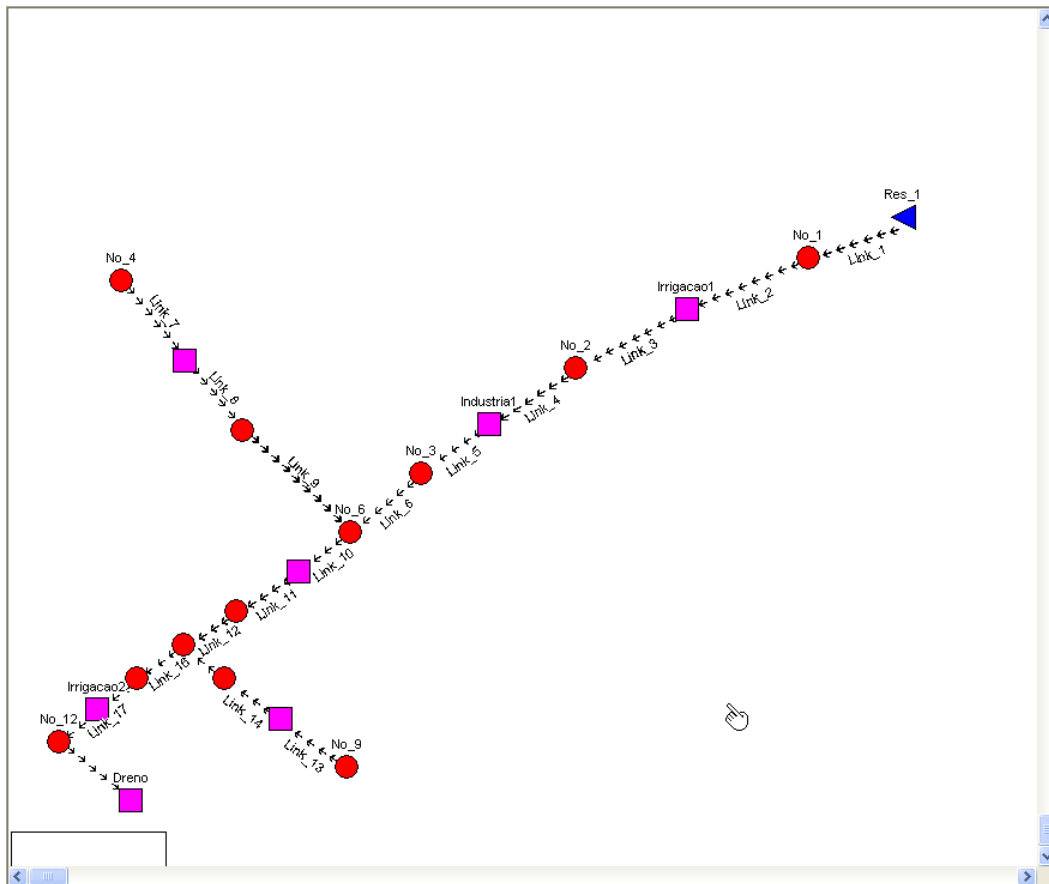 Res_1
No_1
Link_1
No_4
Irrigacao1
Link_2
Link_7
No_2
Link_3
Link_8
Industria1
Link_4
No_3
Link_5
Link_9
No_6
Link_6
Link_10
Link_11
Link_12
Link_16
Irrigacao2
Link_17
No_12
Link_14
No_9
Link_13
Dreno